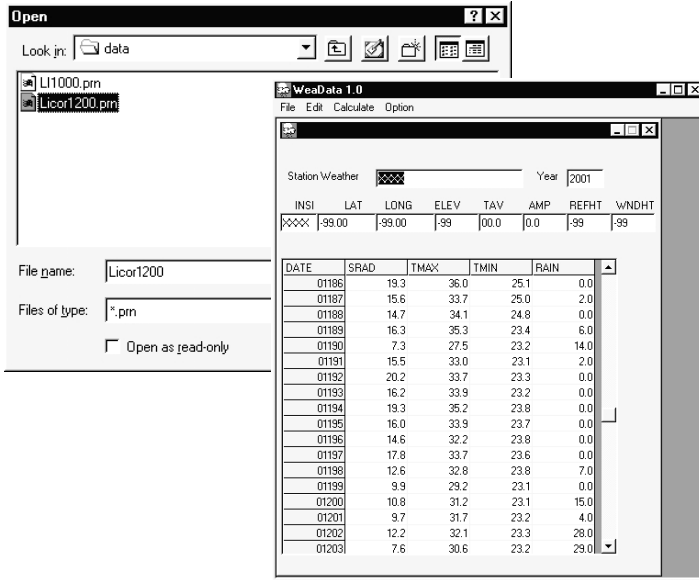 Open
Look in: data
LI1000.prn
Licor1200.prn
File name: Licor1200
Files of type: *.prn
Open as read-only
WeaData 1.0
File Edit Calculate Option
Station Weather XXXX Year 2001
INSI LAT LONG ELEV TAV AMP REFHT WNDHT
XXXX -99.00 -99.00 -99 00.0 0.0 -99 -99
DATE SRAD TMAX TMIN RAIN
01186 19.3 36.0 25.1 0.0
01187 15.6 33.7 25.0 2.0
01188 14.7 34.1 24.8 0.0
01189 16.3 35.3 23.4 6.0
01190 7.3 27.5 23.2 14.0
01191 15.5 33.0 23.1 2.0
01192 20.2 33.7 23.3 0.0
01193 16.2 33.9 23.2 0.0
01194 19.3 35.2 23.8 0.0
01195 16.0 33.9 23.7 0.0
01196 14.6 32.2 23.8 0.0
01197 17.8 33.7 23.6 0.0
01198 12.6 32.8 23.8 7.0
01199 9.9 29.2 23.1 0.0
01200 10.8 31.2 23.1 15.0
01201 9.7 31.7 23.2 4.0
01202 12.2 32.1 23.3 28.0
01203 7.6 30.6 23.2 29.0